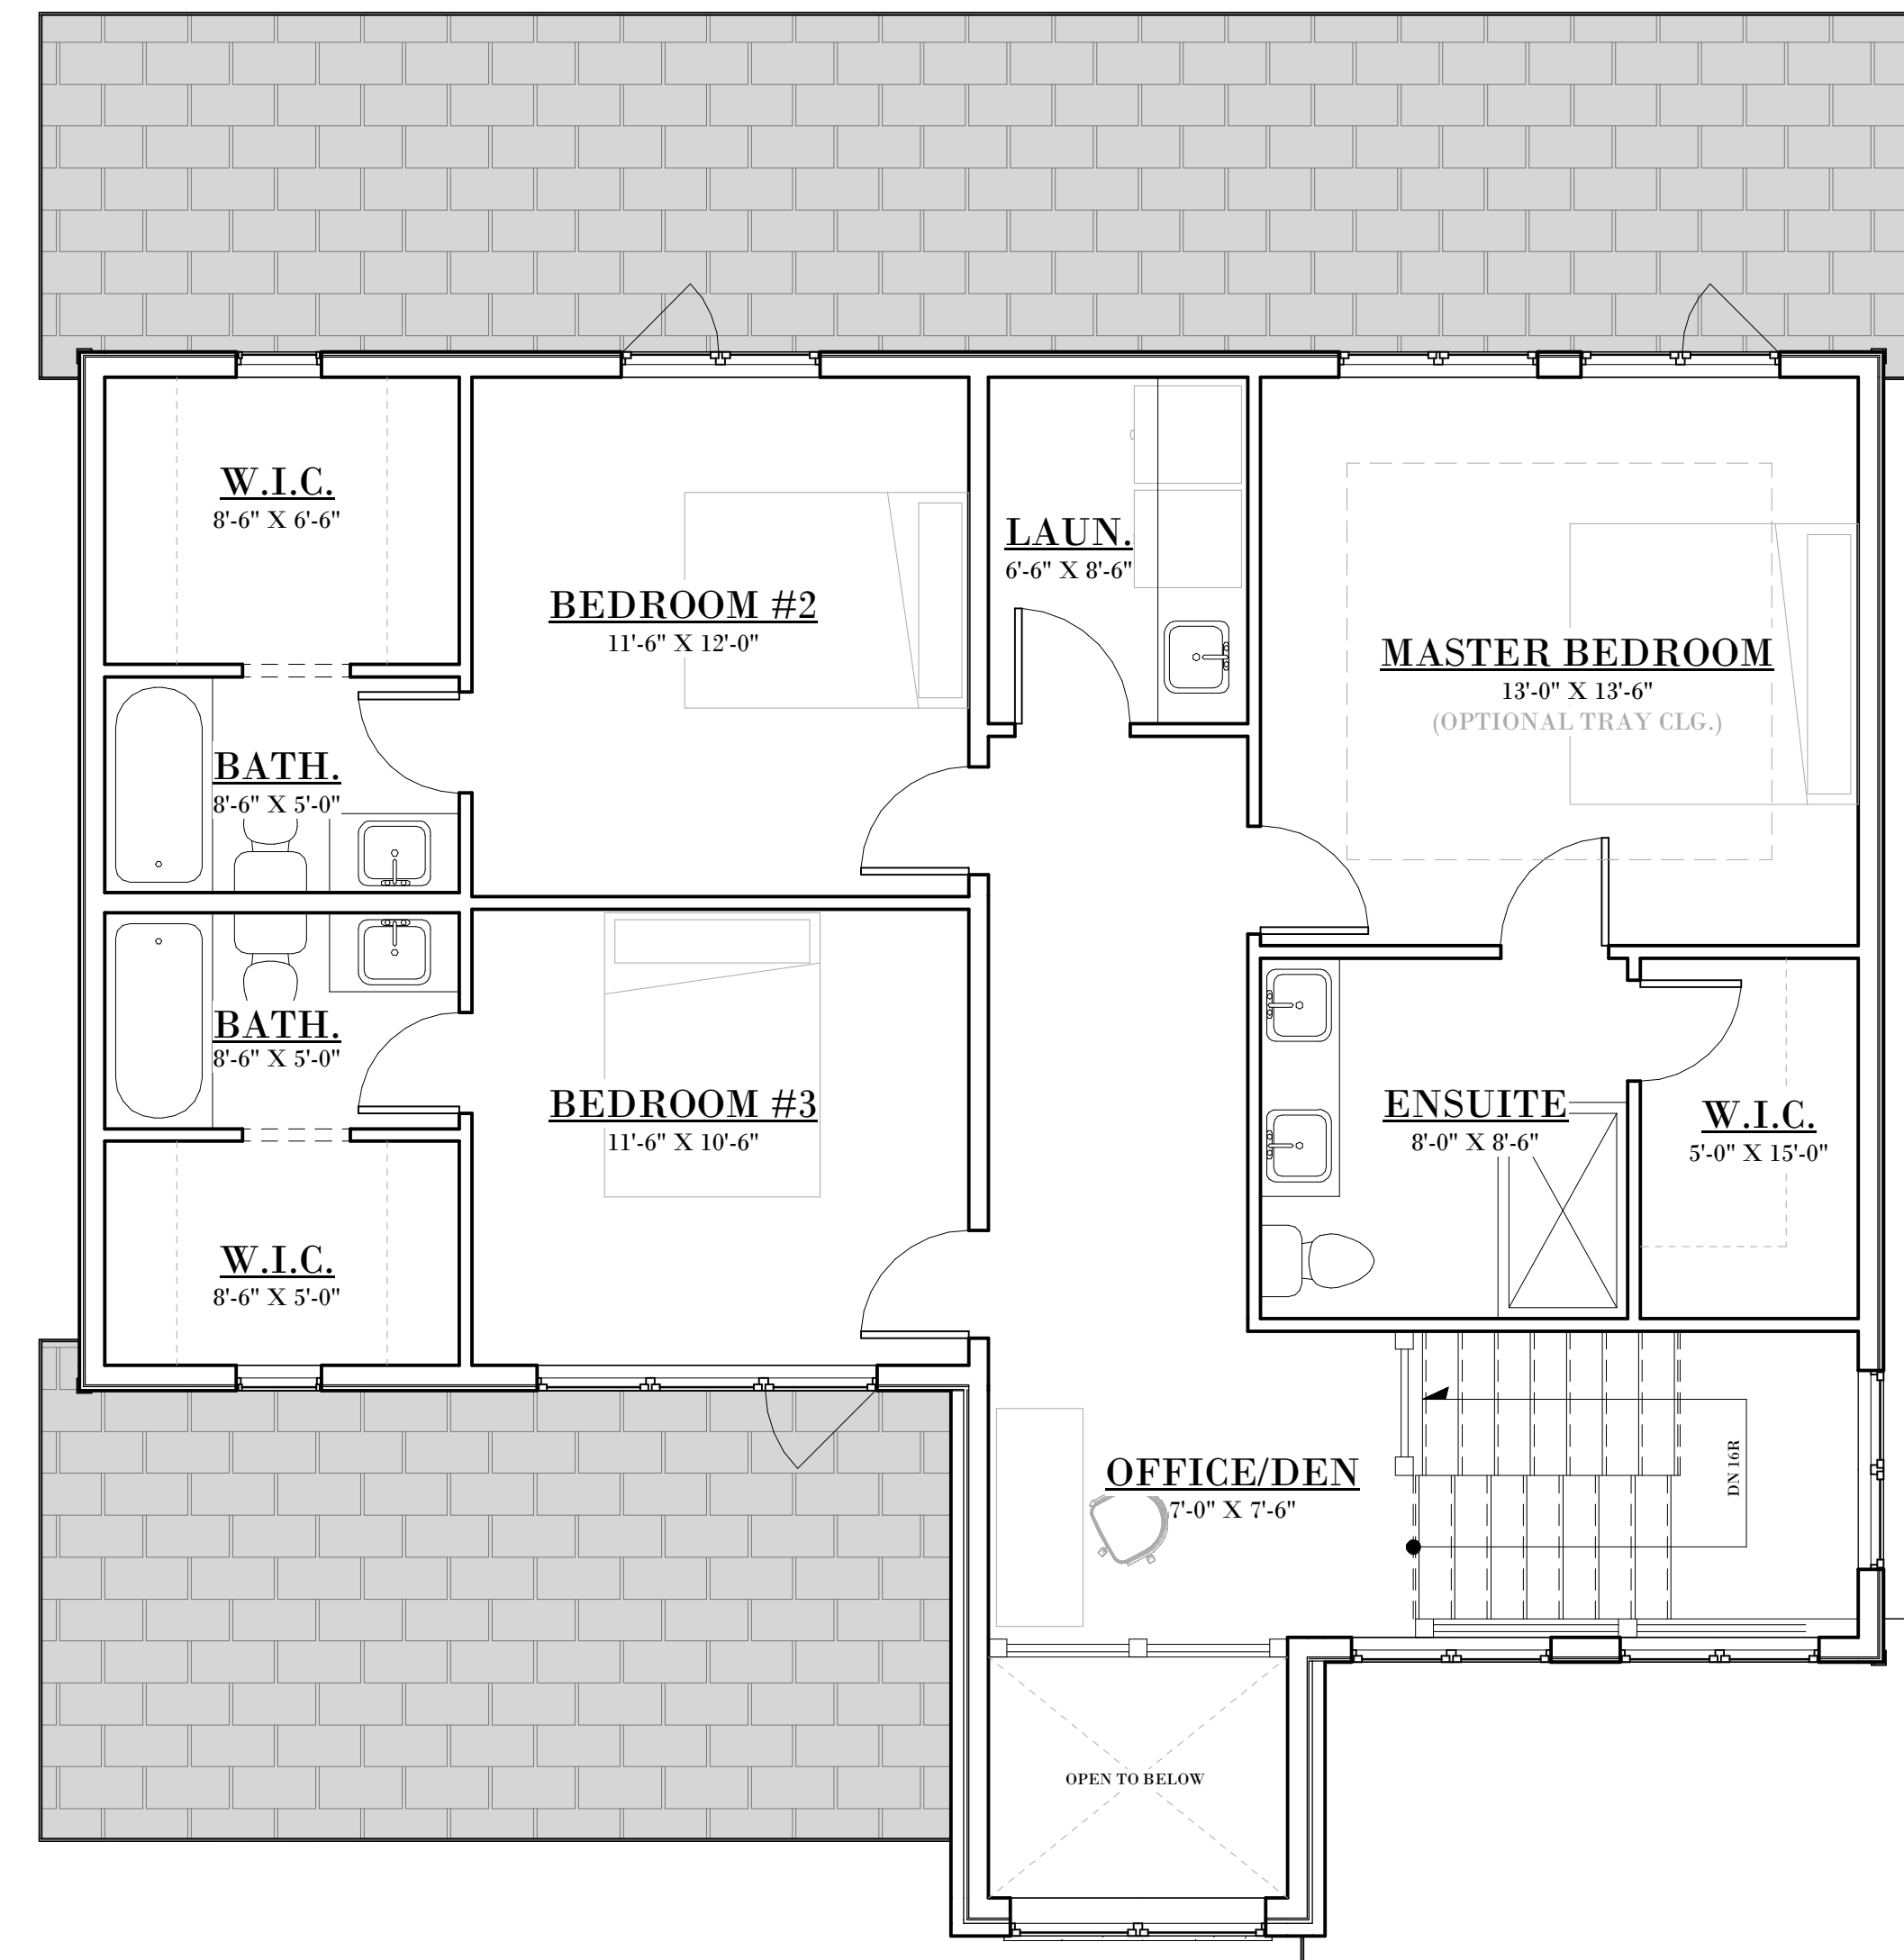 W.I.C.
8'-6" X 6'-6"
BEDROOM #2
11'-6" X 12'-0"
LAUN.
6'-6" X 8'-6"
MASTER BEDROOM
13'-0" X 13'-6"
(OPTIONAL TRAY CLG.)
BATH.
8'-6" X 5'-0"
BATH.
8'-6" X 5'-0"
BEDROOM #3
11'-6" X 10'-6"
ENSUITE
8'-0" X 8'-6"
W.I.C.
5'-0" X 15'-0"
W.I.C.
8'-6" X 5'-0"
OFFICE/DEN
7'-0" X 7'-6"
DN 16R
OPEN TO BELOW